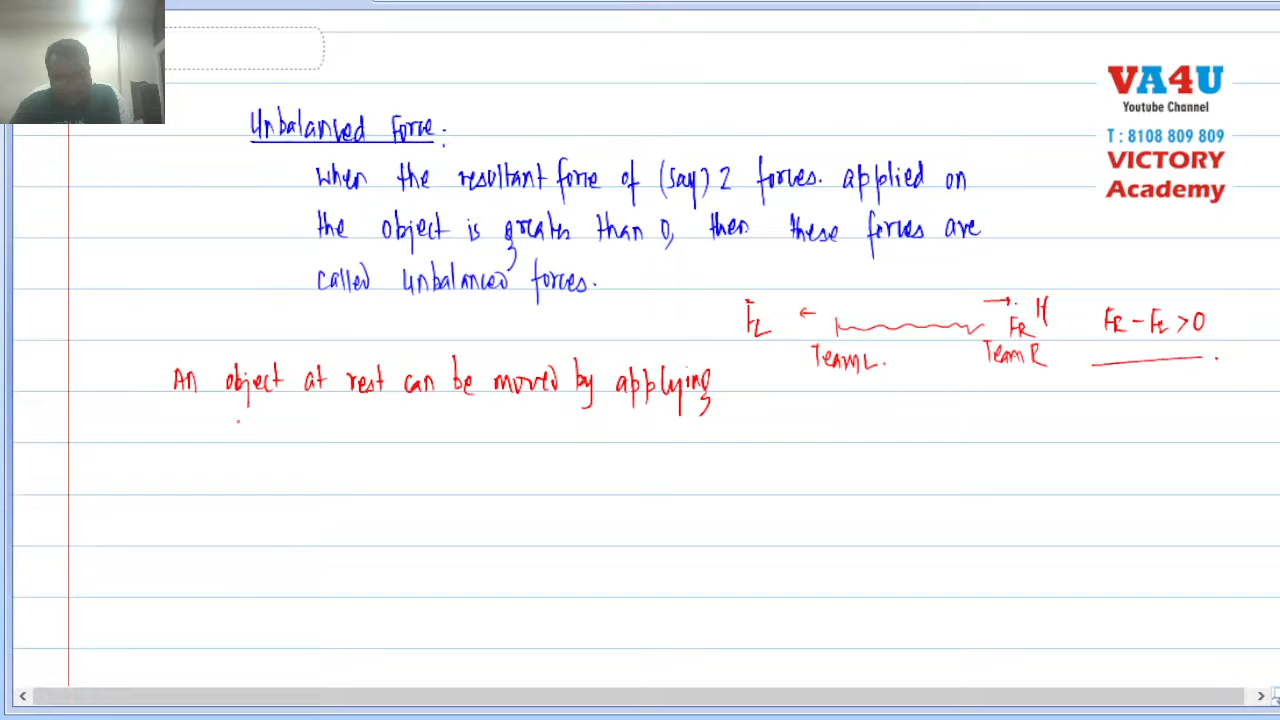 VA4U
Youtube Channel
T : 8108 809 809
VICTORY
Academy
Unbalanced Force.
When the resultant force of (say) 2 forces. applied on
the object is greater than 0, then these forces are
called Unbalanced forces.
FL ← → FR
Team L. Team R
FR - FL > 0
An object at rest can be moved by applying